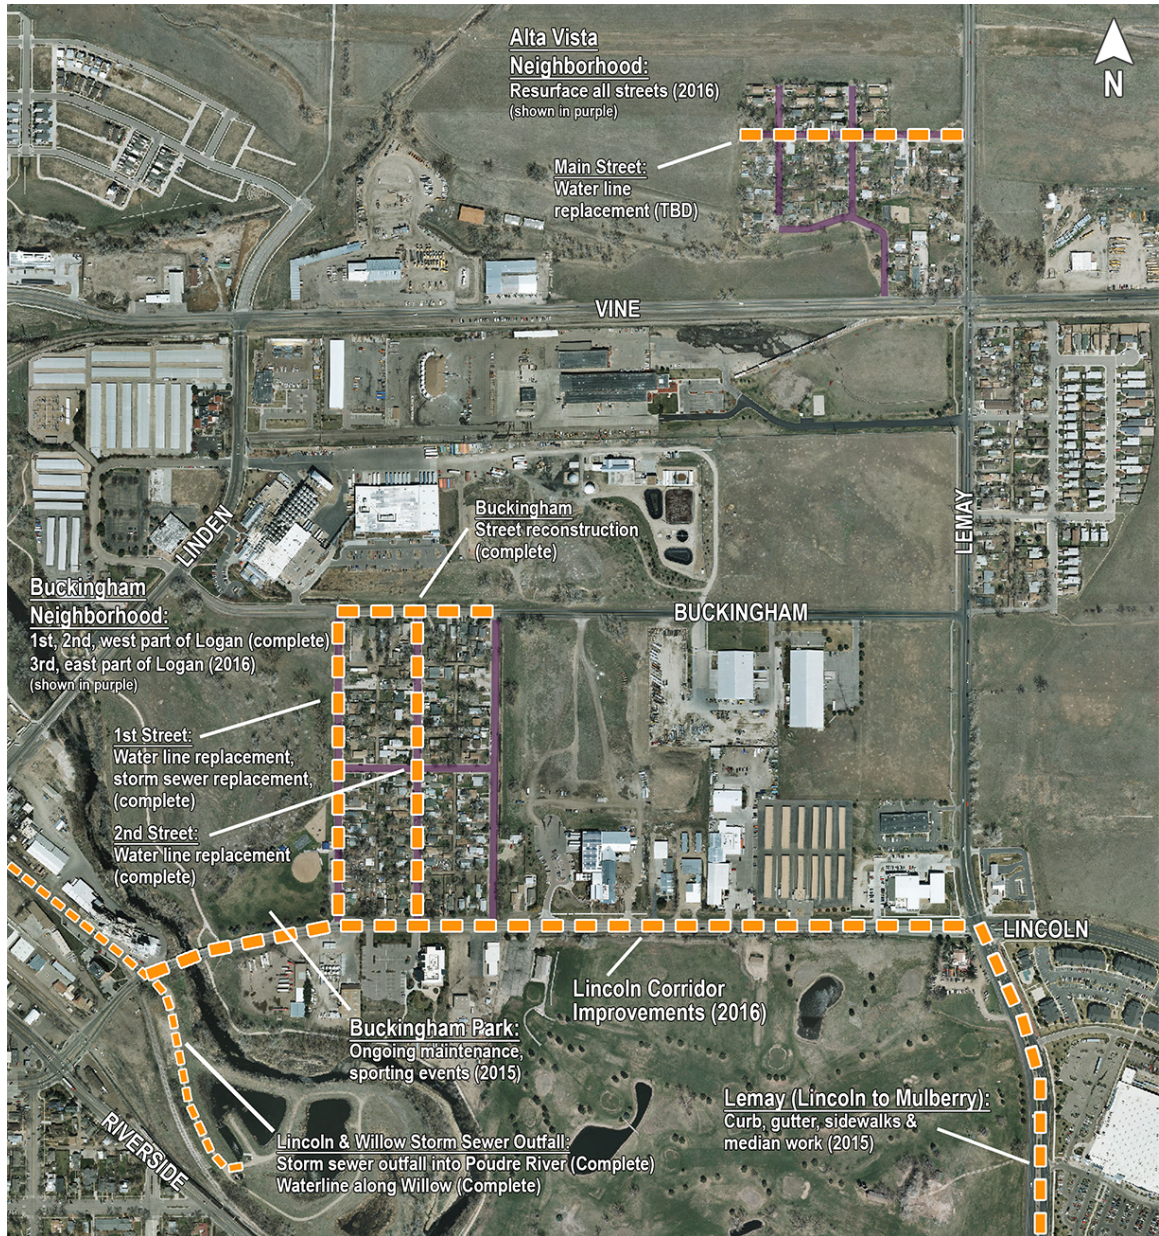 Alta Vista
Neighborhood:
Resurface all streets (2016)
(shown in purple)
N
Main Street:
Water line
replacement (TBD)
VINE
LEMAY
LINDEN
Buckingham
Street reconstruction
(complete)
Buckingham
Neighborhood:
1st, 2nd, west part of Logan (complete)
3rd, east part of Logan (2016)
(shown in purple)
BUCKINGHAM
1st Street:
Water line replacement,
storm sewer replacement,
(complete)
2nd Street:
Water line replacement
(complete)
LINCOLN
Lincoln Corridor
Improvements (2016)
Buckingham Park:
Ongoing maintenance,
sporting events (2015)
Lemay (Lincoln to Mulberry):
Curb, gutter, sidewalks &
median work (2015)
RIVERSIDE
Lincoln & Willow Storm Sewer Outfall:
Storm sewer outfall into Poudre River (Complete)
Waterline along Willow (Complete)